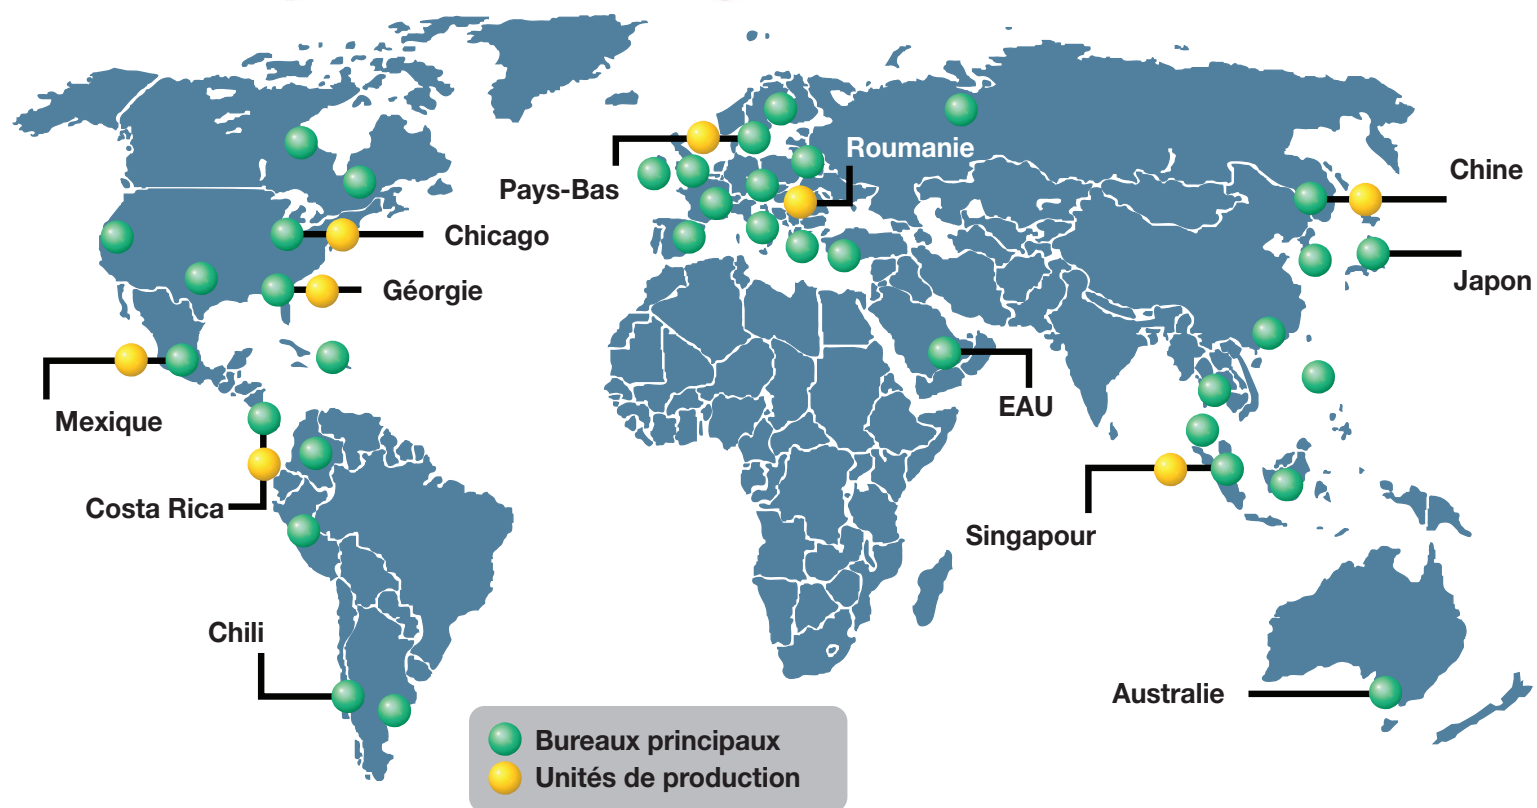 Roumanie
Chine
Pays-Bas
Chicago
Japon
Géorgie
EAU
Mexique
Costa Rica
Singapour
Chili
Australie
Bureaux principaux
Unités de production